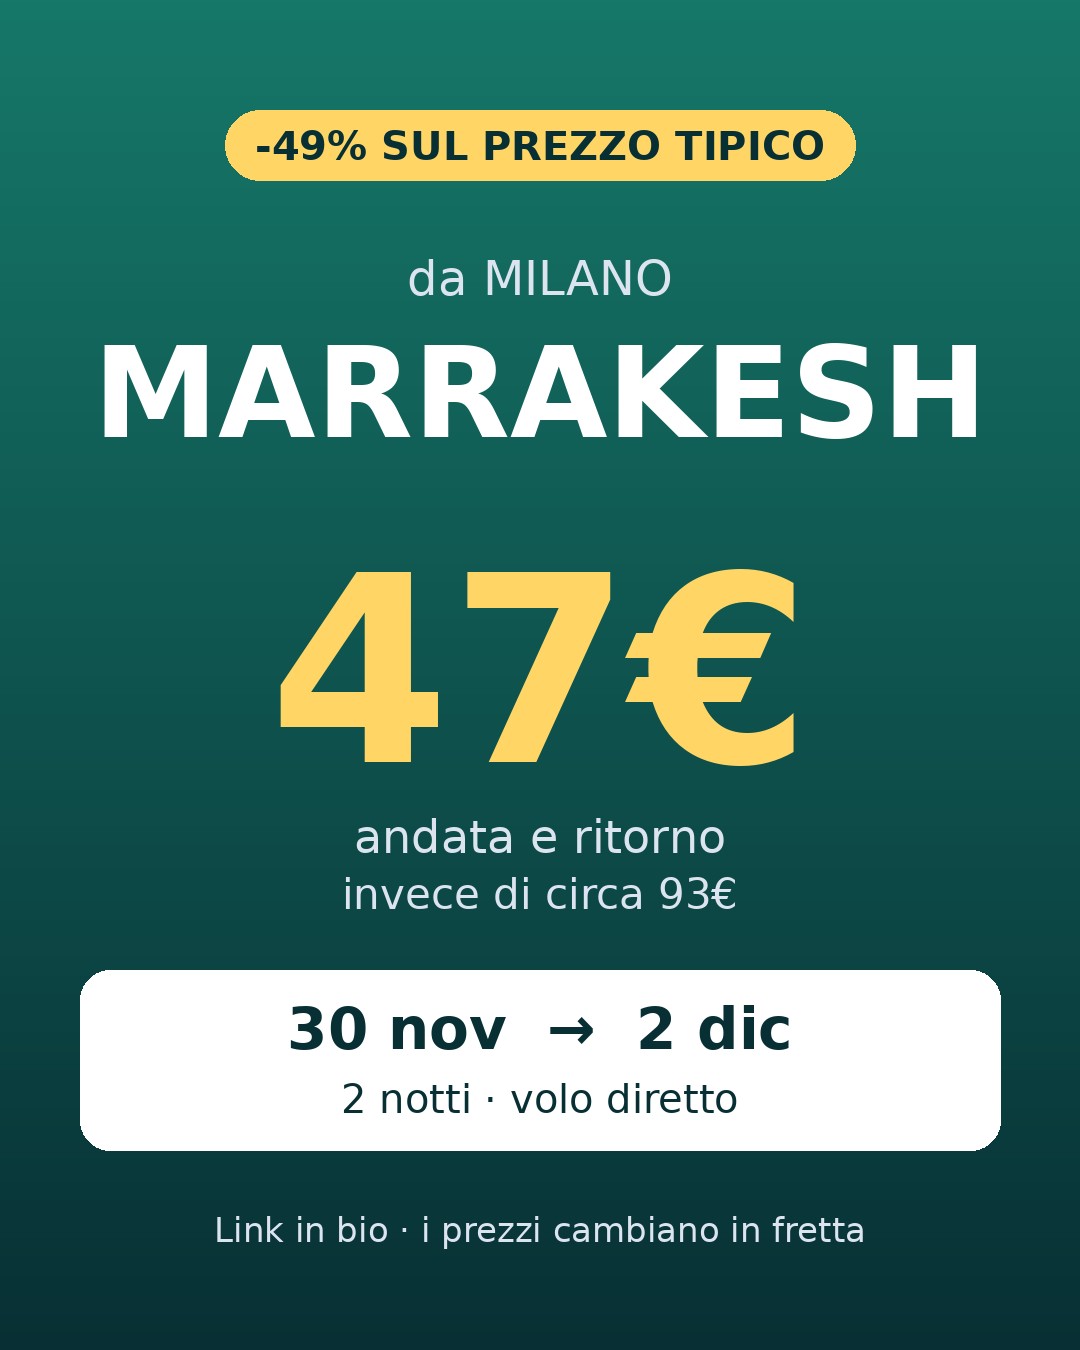 -49% SUL PREZZO TIPICO
da MILANO
MARRAKESH
47€
andata e ritorno
invece di circa 93€
30 nov → 2 dic
2 notti · volo diretto
Link in bio · i prezzi cambiano in fretta